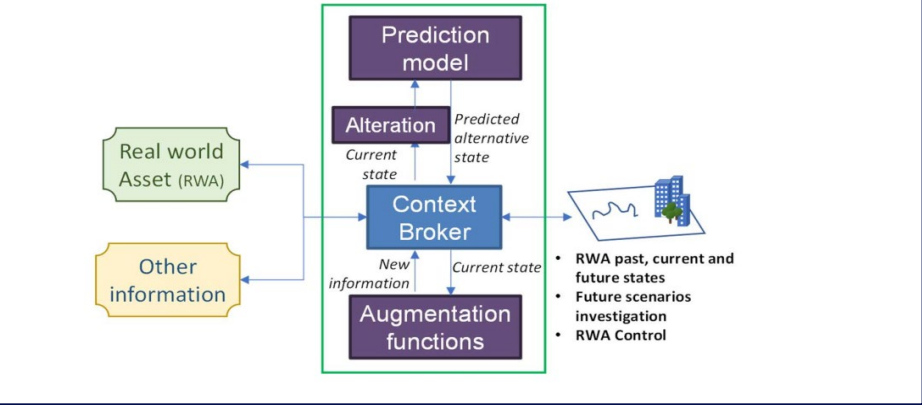 Prediction
model
Alteration
Predicted
alternative
state
Current
state
Real world
Asset (RWA)
Context
Broker
Other
information
New
information
Current state
Augmentation
functions
• RWA past, current and
future states
• Future scenarios
investigation
• RWA Control